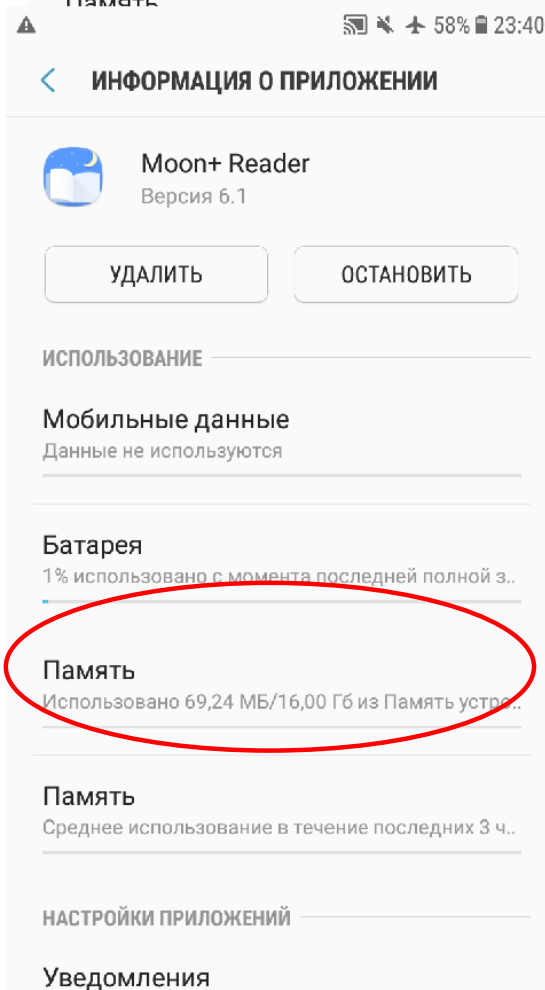 Память
58% 23:40
ИНФОРМАЦИЯ О ПРИЛОЖЕНИИ
Moon+ Reader
Версия 6.1
УДАЛИТЬ
ОСТАНОВИТЬ
ИСПОЛЬЗОВАНИЕ
Мобильные данные
Данные не используются
Батарея
1% использовано с момента последней полной з..
Память
Использовано 69,24 МБ/16,00 Гб из Память устро..
Память
Среднее использование в течение последних 3 ч..
НАСТРОЙКИ ПРИЛОЖЕНИЙ
Уведомления